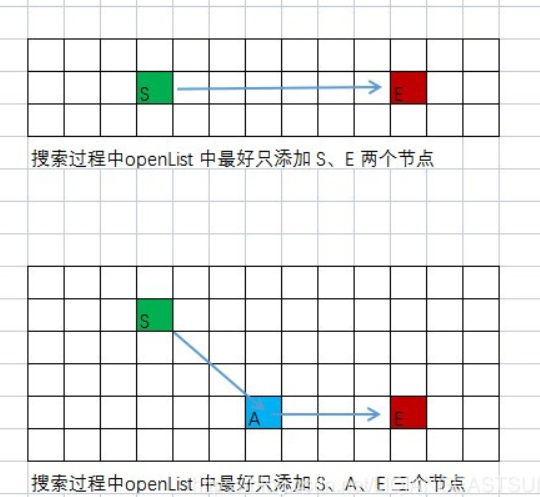 S E
搜索过程中openList 中最好只添加 S、E 两个节点
S
A E
搜索过程中openList 中最好只添加 S、A、E 三个节点